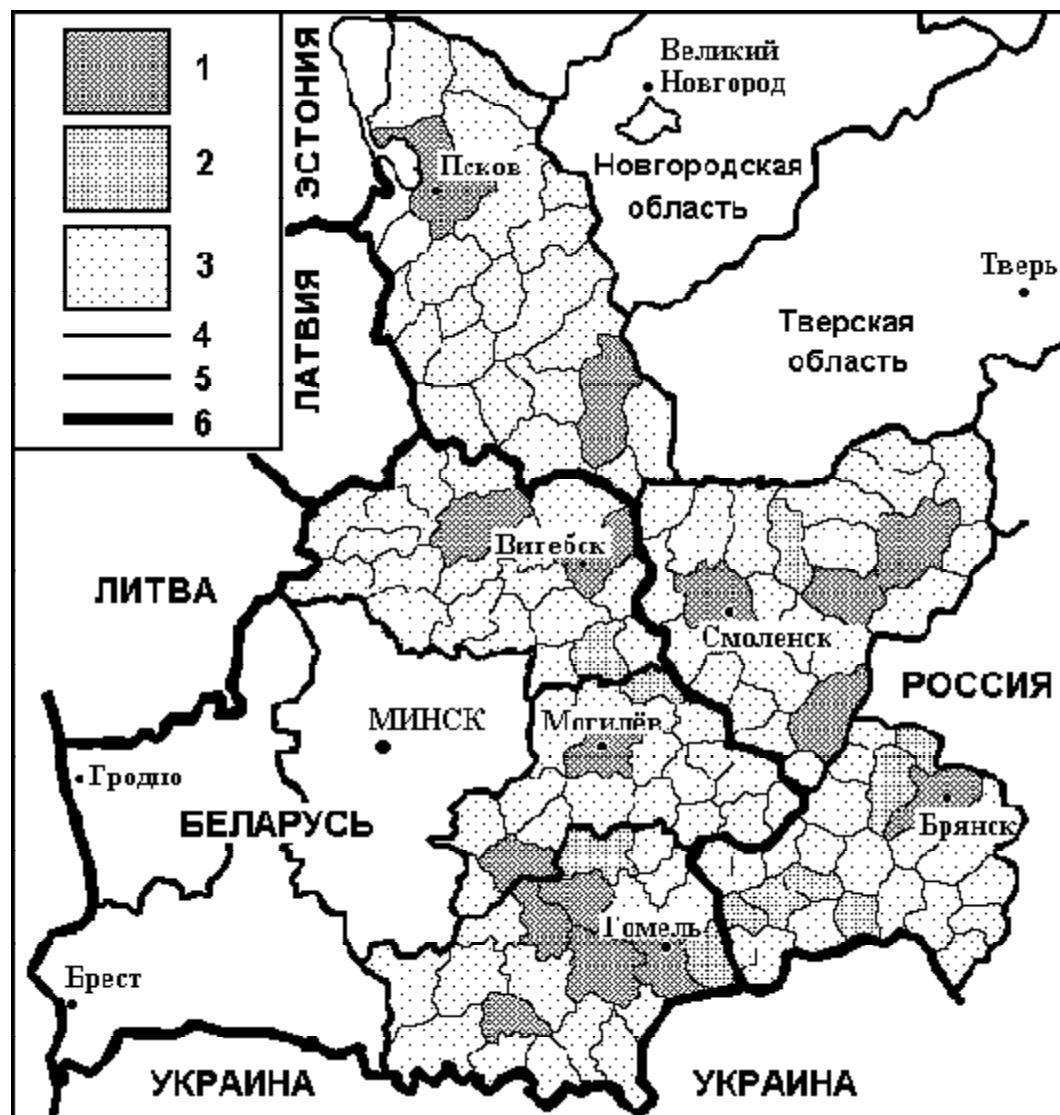 1
2
3
4
5
6
ЭСТОНИЯ
ЛАТВИЯ
Великий
Новгород
Новгородская
область
Псков
Тверь
Тверская
область
Витебск
ЛИТВА
Смоленск
РОССИЯ
МИНСК
Могилёв
Гродно
БЕЛАРУСЬ
Брянск
Гомель
Брест
УКРАИНА
УКРАИНА